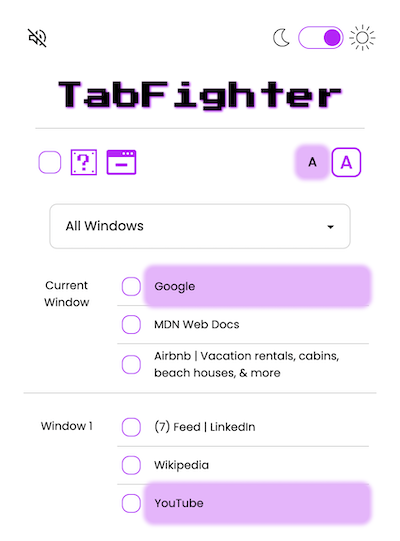 TabFighter
?
A
A
All Windows
Current
Window
Google
MDN Web Docs
Airbnb | Vacation rentals, cabins,
beach houses, & more
Window 1
(7) Feed | LinkedIn
Wikipedia
YouTube